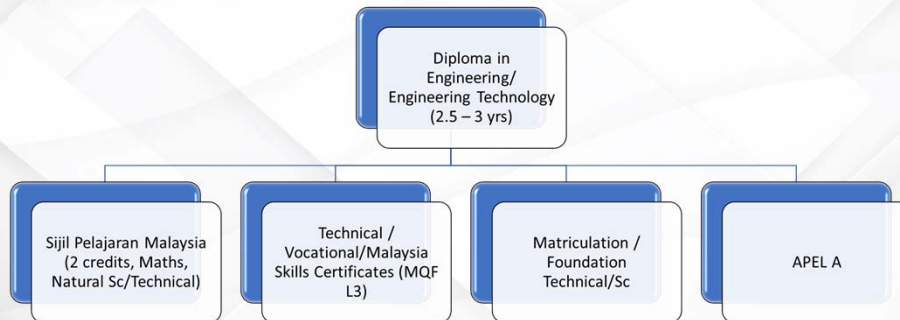 Diploma in
Engineering/
Engineering Technology
(2.5 – 3 yrs)
Sijil Pelajaran Malaysia
(2 credits, Maths,
Natural Sc/Technical)
Technical /
Vocational/Malaysia
Skills Certificates (MQF
L3)
Matriculation /
Foundation
Technical/Sc
APEL A